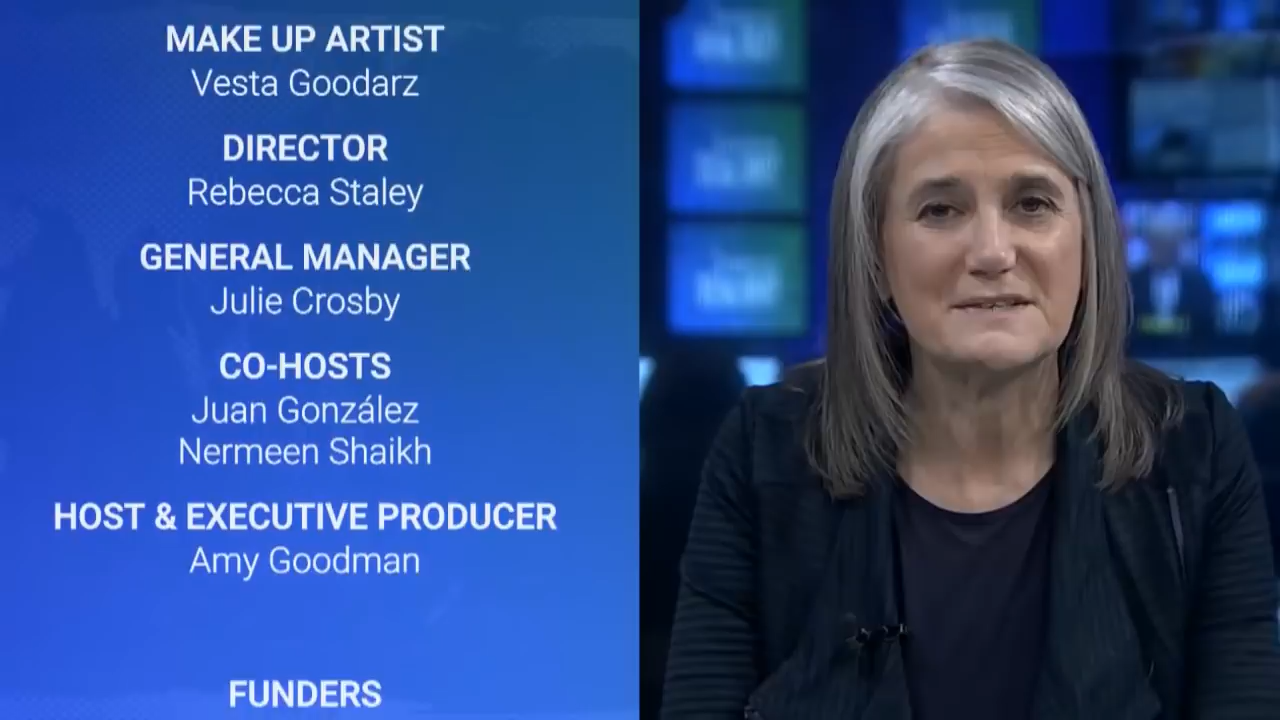 MAKE UP ARTIST
Vesta Goodarz
DIRECTOR
Rebecca Staley
GENERAL MANAGER
Julie Crosby
CO-HOSTS
Juan González
Nermeen Shaikh
HOST & EXECUTIVE PRODUCER
Amy Goodman
FUNDERS